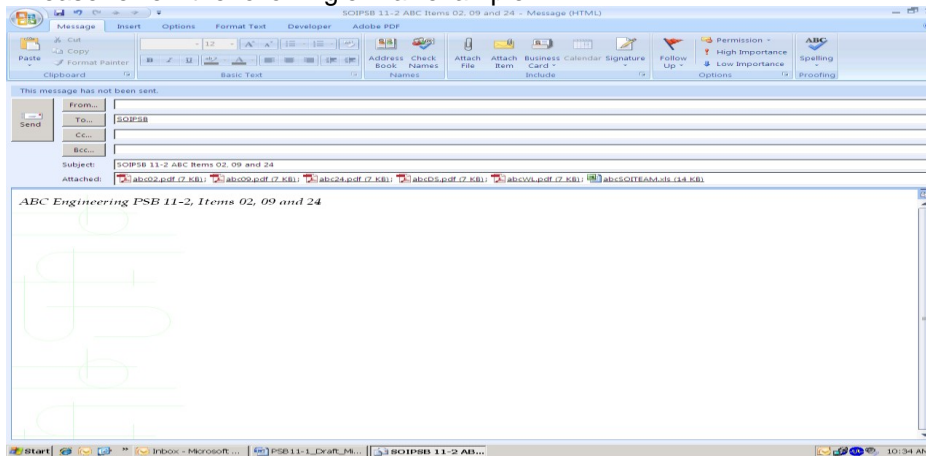 SOIPSB 11-2 ABC Items 02, 09 and 24 - Message (HTML)
Message Insert Options Format Text Developer Adobe PDF
Paste
Cut
Copy
Format Painter
Clipboard
12
B I U
Basic Text
Address Book
Check Names
Names
Attach File
Attach Item
Business Card
Calendar
Signature
Include
Follow Up
Permission
High Importance
Low Importance
Options
ABC
Spelling
Proofing
This message has not been sent.
Send
From...
To... SOIPSB
Cc...
Bcc...
Subject: SOIPSB 11-2 ABC Items 02, 09 and 24
Attached: abc02.pdf (7 KB); abc09.pdf (7 KB); abc24.pdf (7 KB); abcDS.pdf (7 KB); abcWL.pdf (7 KB); abcSOITEAM.xls (14 KB)
ABC Engineering PSB 11-2, Items 02, 09 and 24
Start
Inbox - Microsoft ...
PSB11-1_Draft_Mi...
SOIPSB 11-2 AB...
10:34 AM